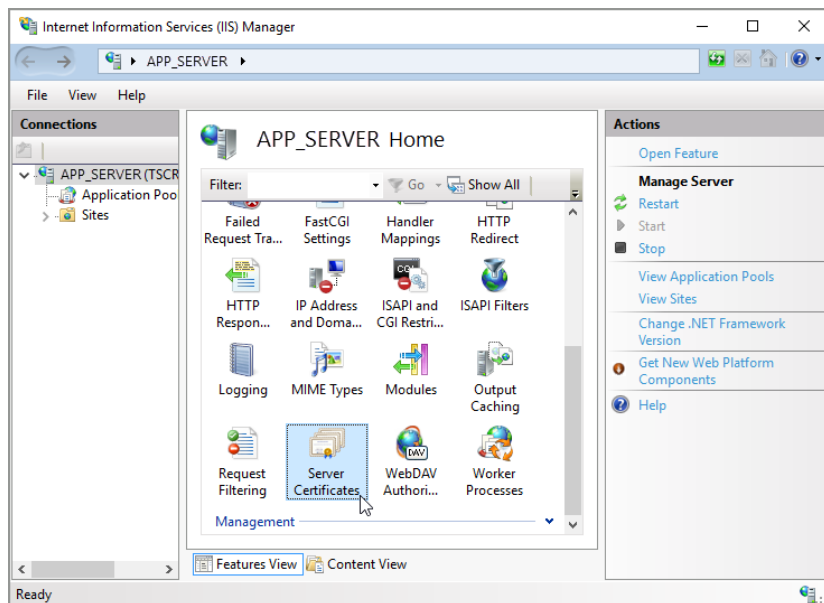 Internet Information Services (IIS) Manager
APP_SERVER
File View Help
Connections
APP_SERVER (TSCR
Application Poo
Sites
APP_SERVER Home
Filter: Go Show All
Failed Request Tra...
FastCGI Settings
Handler Mappings
HTTP Redirect
HTTP Respon...
IP Address and Doma...
ISAPI and CGI Restri...
ISAPI Filters
Logging
MIME Types
Modules
Output Caching
Request Filtering
Server Certificates
WebDAV Authori...
Worker Processes
Management
Features View Content View
Actions
Open Feature
Manage Server
Restart
Start
Stop
View Application Pools
View Sites
Change .NET Framework
Version
Get New Web Platform
Components
Help
Ready